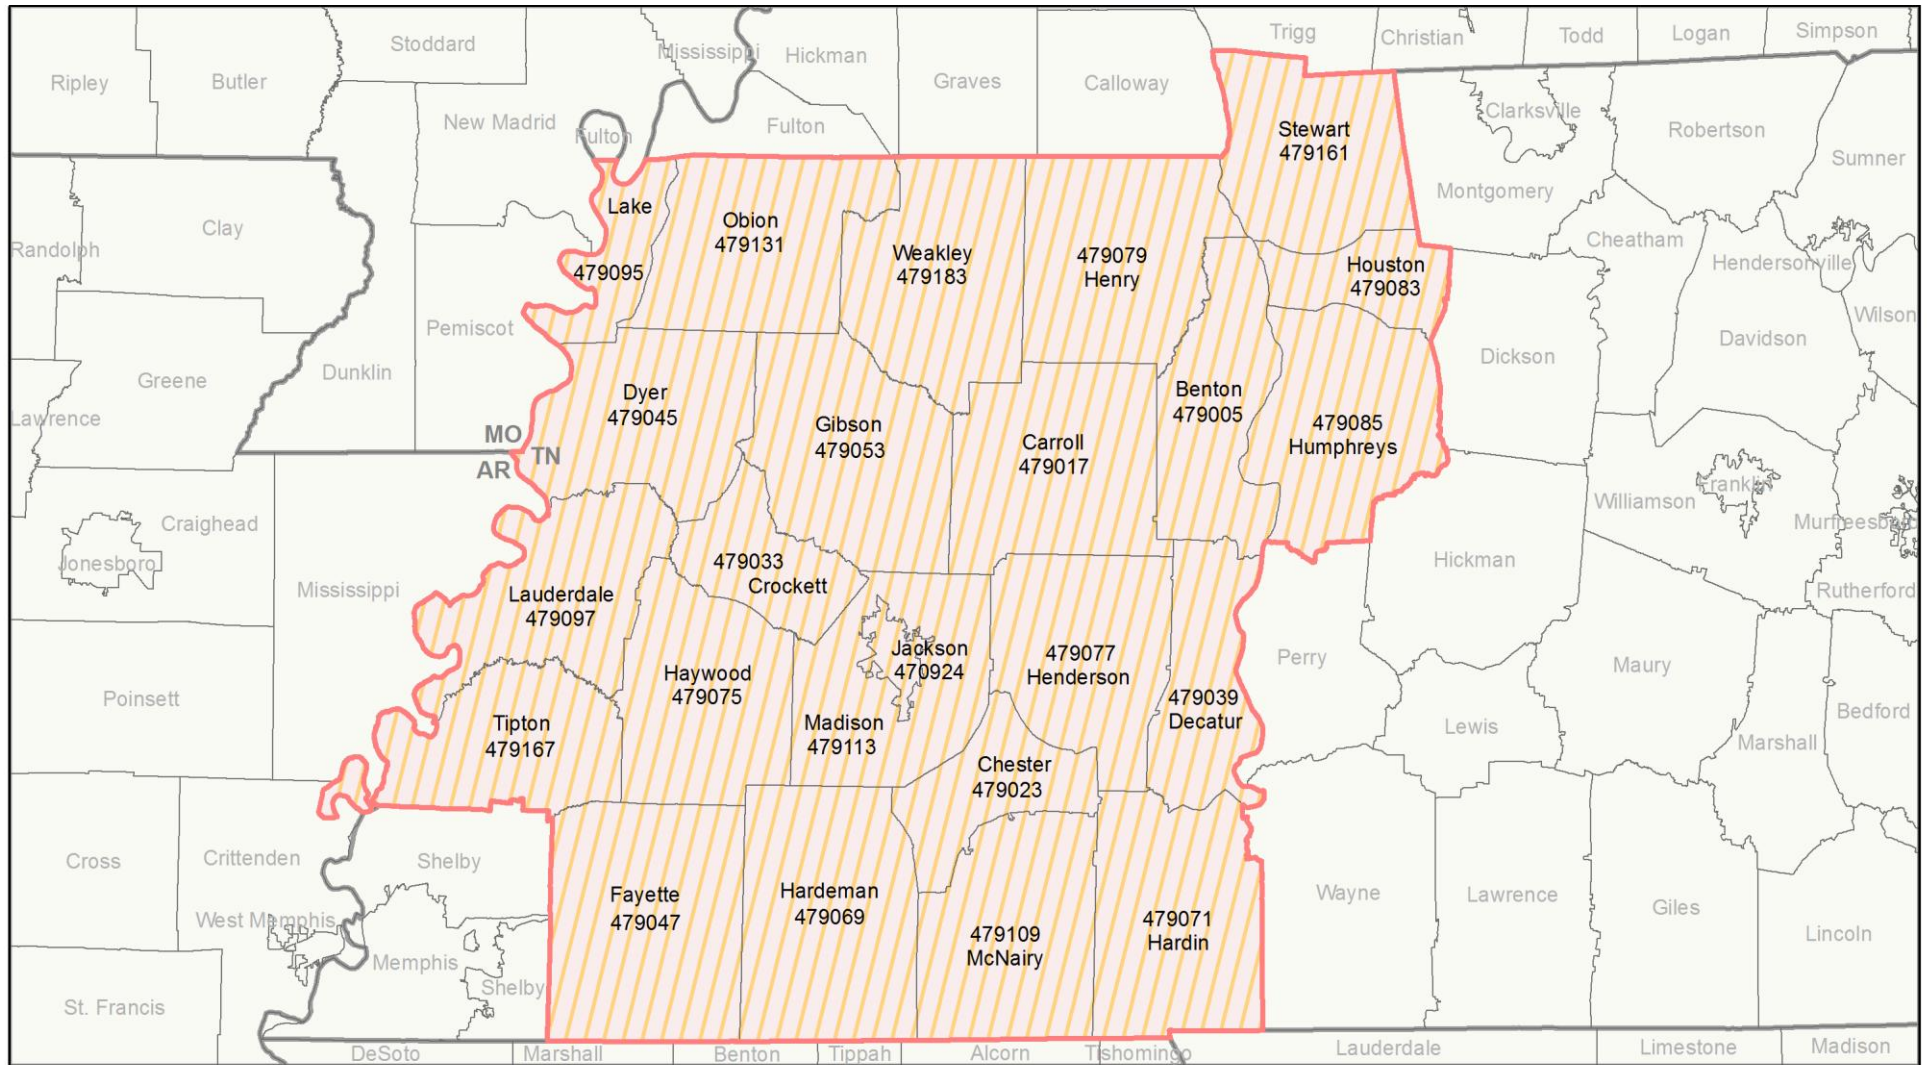 Stoddard
Mississippi
Hickman
Trigg
Christian
Todd
Logan
Simpson
Ripley
Butler
Graves
Calloway
New Madrid
Fulton
Fulton
Clarksville
Robertson
Stewart
479161
Sumner
Montgomery
Randolph
Clay
Lake
479095
Obion
479131
Weakley
479183
479079
Henry
Houston
479083
Cheatham
Hendersonville
Wilson
Pemiscot
Dickson
Davidson
Greene
Dunklin
Lawrence
Dyer
479045
Gibson
479053
Carroll
479017
Benton
479005
479085
Humphreys
MO
TN
AR
Craighead
Jonesboro
Mississippi
Williamson
Franklin
Murfreesboro
Hickman
Rutherford
479033
Crockett
Lauderdale
479097
Haywood
479075
Jackson
470924
479077
Henderson
Perry
Maury
Poinsett
Tipton
479167
Madison
479113
479039
Decatur
Lewis
Marshall
Bedford
Chester
479023
Cross
Crittenden
Shelby
West Memphis
Memphis
Shelby
St. Francis
Fayette
479047
Hardeman
479069
479109
McNairy
479071
Hardin
Wayne
Lawrence
Giles
Lincoln
DeSoto
Marshall
Benton
Tippah
Alcorn
Tishomingo
Lauderdale
Limestone
Madison